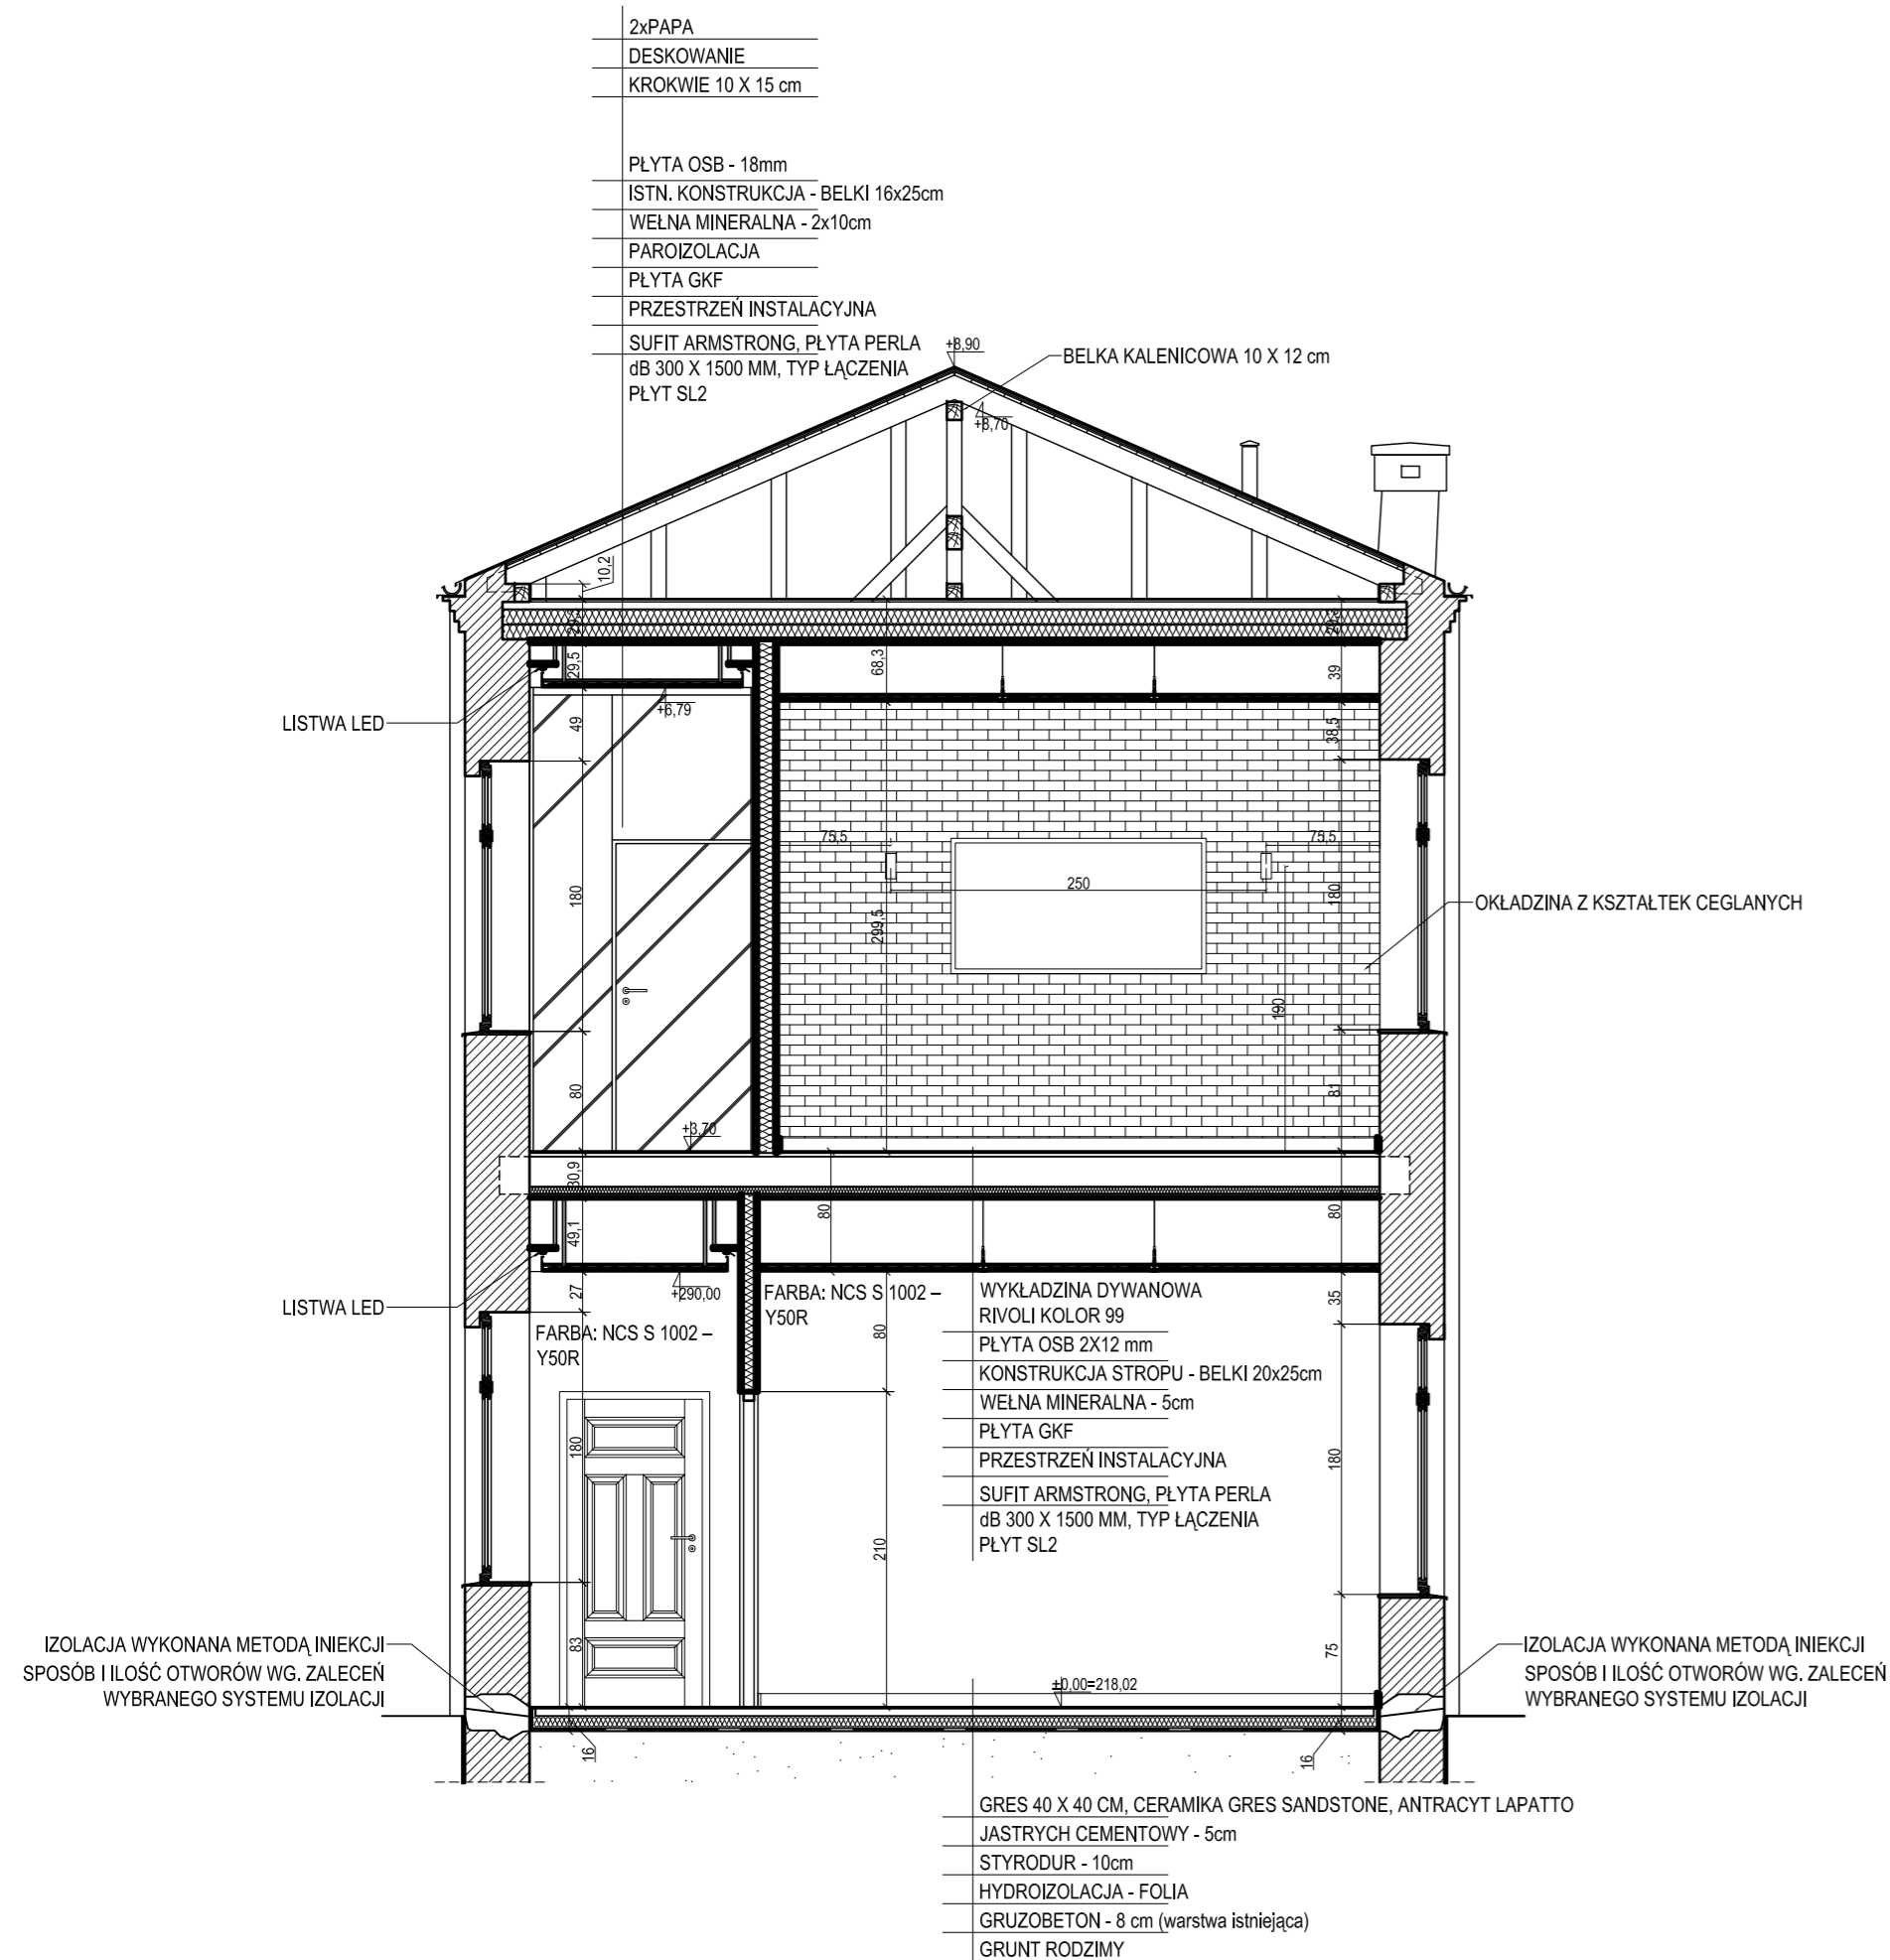 2xPAPA
DESKOWANIE
KROKWIE 10 X 15 cm
PŁYTA OSB - 18mm
ISTN. KONSTRUKCJA - BELKI 16x25cm
WEŁNA MINERALNA - 2x10cm
PAROIZOLACJA
PŁYTA GKF
PRZESTRZEŃ INSTALACYJNA
SUFIT ARMSTRONG, PŁYTA PERLA
dB 300 X 1500 MM, TYP ŁĄCZENIA
PŁYT SL2
+8,90
BELKA KALENICOWA 10 X 12 cm
+8,70
10,2
29,5
68,3
39
LISTWA LED
+6,79
49
38,5
75,5
75,5
250
180
180
299,5
OKŁADZINA Z KSZTAŁTEK CEGLANYCH
190
80
81
+3,70
30,9
80
80
49,1
LISTWA LED
27
+290,00
35
FARBA: NCS S 1002 –
Y50R
FARBA: NCS S 1002 –
Y50R
80
WYKŁADZINA DYWANOWA
RIVOLI KOLOR 99
PŁYTA OSB 2X12 mm
KONSTRUKCJA STROPU - BELKI 20x25cm
WEŁNA MINERALNA - 5cm
PŁYTA GKF
PRZESTRZEŃ INSTALACYJNA
SUFIT ARMSTRONG, PŁYTA PERLA
dB 300 X 1500 MM, TYP ŁĄCZENIA
PŁYT SL2
180
180
210
83
75
IZOLACJA WYKONANA METODĄ INIEKCJI
SPOSÓB I ILOŚĆ OTWORÓW WG. ZALECEŃ
WYBRANEGO SYSTEMU IZOLACJI
±0,00=218,02
IZOLACJA WYKONANA METODĄ INIEKCJI
SPOSÓB I ILOŚĆ OTWORÓW WG. ZALECEŃ
WYBRANEGO SYSTEMU IZOLACJI
16
16
GRES 40 X 40 CM, CERAMIKA GRES SANDSTONE, ANTRACYT LAPATTO
JASTRYCH CEMENTOWY - 5cm
STYRODUR - 10cm
HYDROIZOLACJA - FOLIA
GRUZOBETON - 8 cm (warstwa istniejąca)
GRUNT RODZIMY